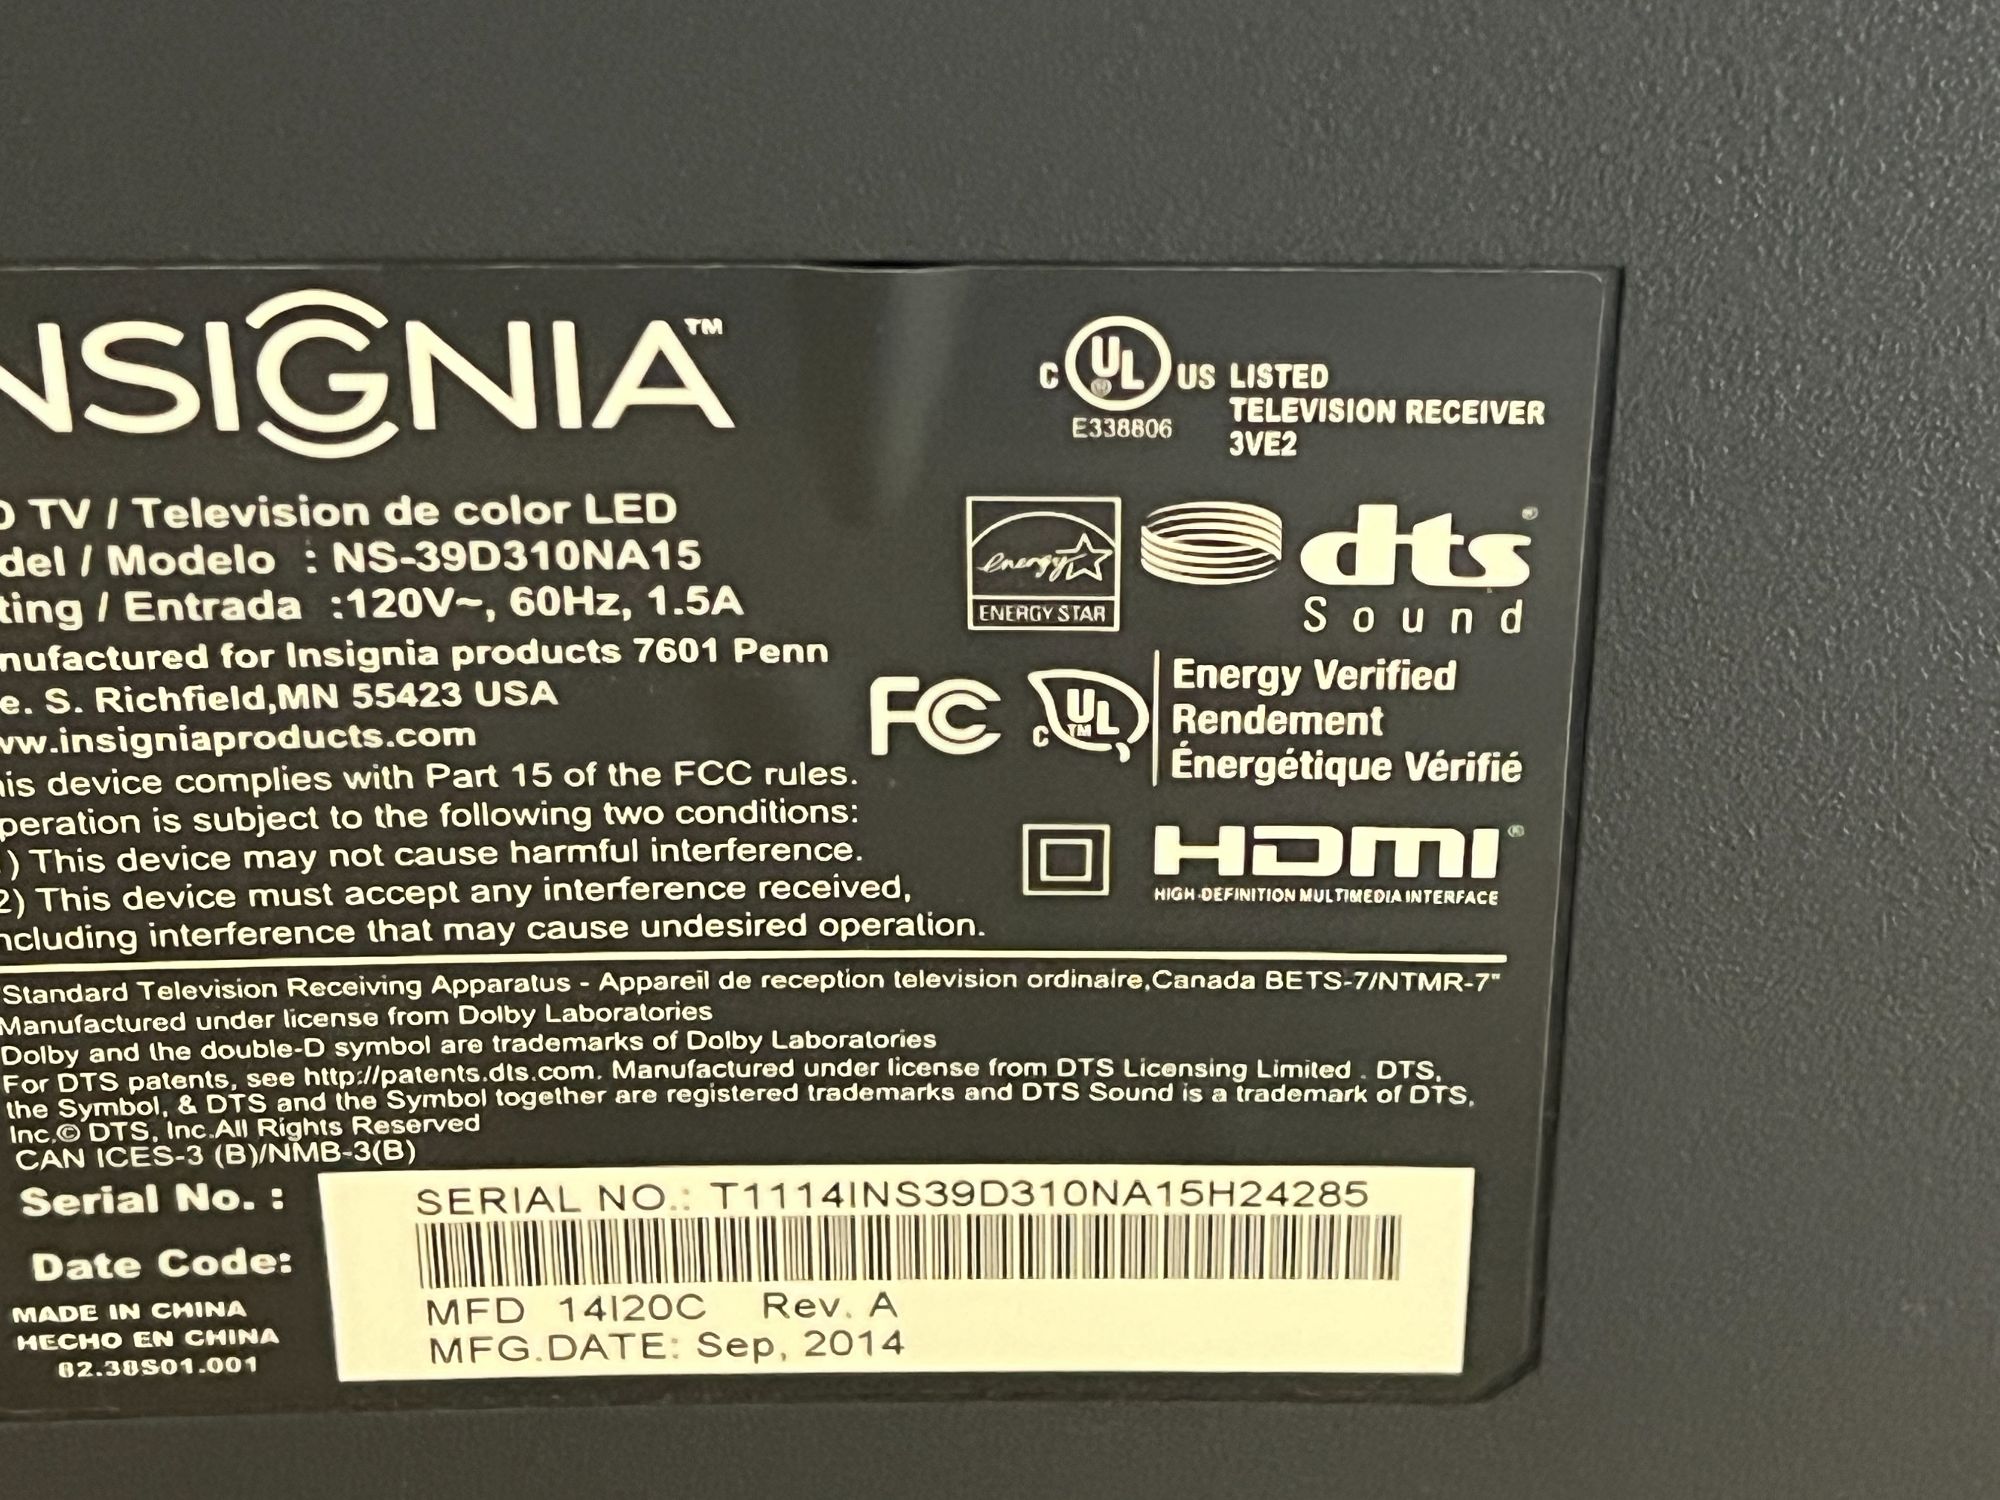 NSIGNIA™
TV / Television de color LED
del / Modelo : NS-39D310NA15
ting / Entrada :120V~, 60Hz, 1.5A
nufactured for Insignia products 7601 Penn
e. S. Richfield,MN 55423 USA
w.insigniaproducts.com
is device complies with Part 15 of the FCC rules.
peration is subject to the following two conditions:
) This device may not cause harmful interference.
2) This device must accept any interference received,
ncluding interference that may cause undesired operation.
C UL ® US LISTED
E338806
TELEVISION RECEIVER
3VE2
energy
ENERGY STAR
dts®
Sound
FC
C UL ™
Energy Verified
Rendement
Énergétique Vérifié
HDMI®
HIGH-DEFINITION MULTIMEDIA INTERFACE
Standard Television Receiving Apparatus - Appareil de reception television ordinaire,Canada BETS-7/NTMR-7"
Manufactured under license from Dolby Laboratories
Dolby and the double-D symbol are trademarks of Dolby Laboratories
For DTS patents, see http://patents.dts.com. Manufactured under license from DTS Licensing Limited . DTS,
the Symbol, & DTS and the Symbol together are registered trademarks and DTS Sound is a trademark of DTS,
Inc.© DTS, Inc.All Rights Reserved
CAN ICES-3 (B)/NMB-3(B)
Serial No. :
SERIAL NO.: T1114INS39D310NA15H24285
Date Code:
MFD 14I20C Rev. A
MFG.DATE: Sep, 2014
MADE IN CHINA
HECHO EN CHINA
82.38S01.001